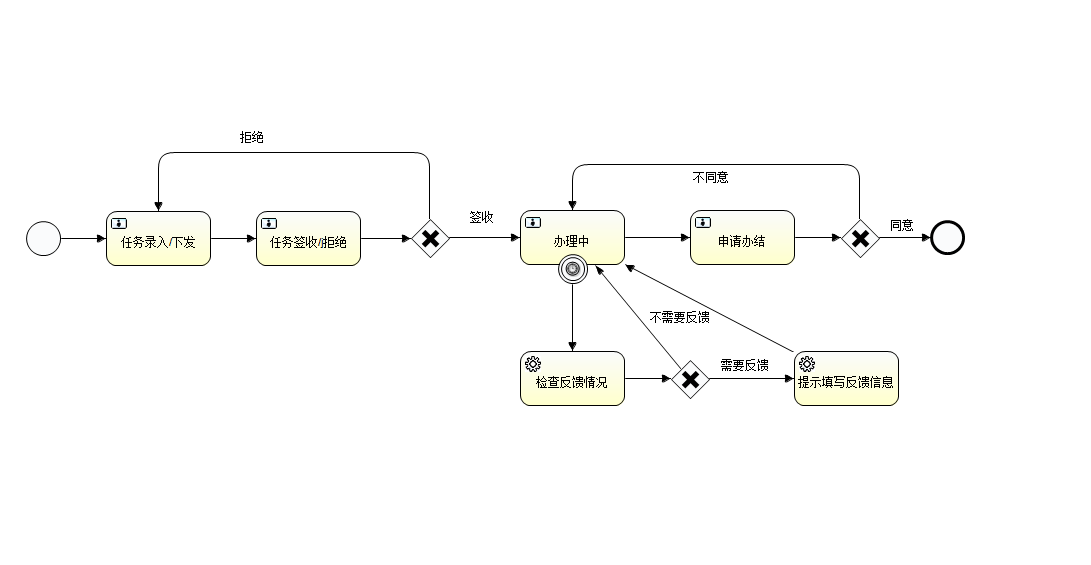 拒绝
不同意
签收
同意
任务录入/下发
任务签收/拒绝
办理中
申请办结
不需要反馈
需要反馈
检查反馈情况
提示填写反馈信息